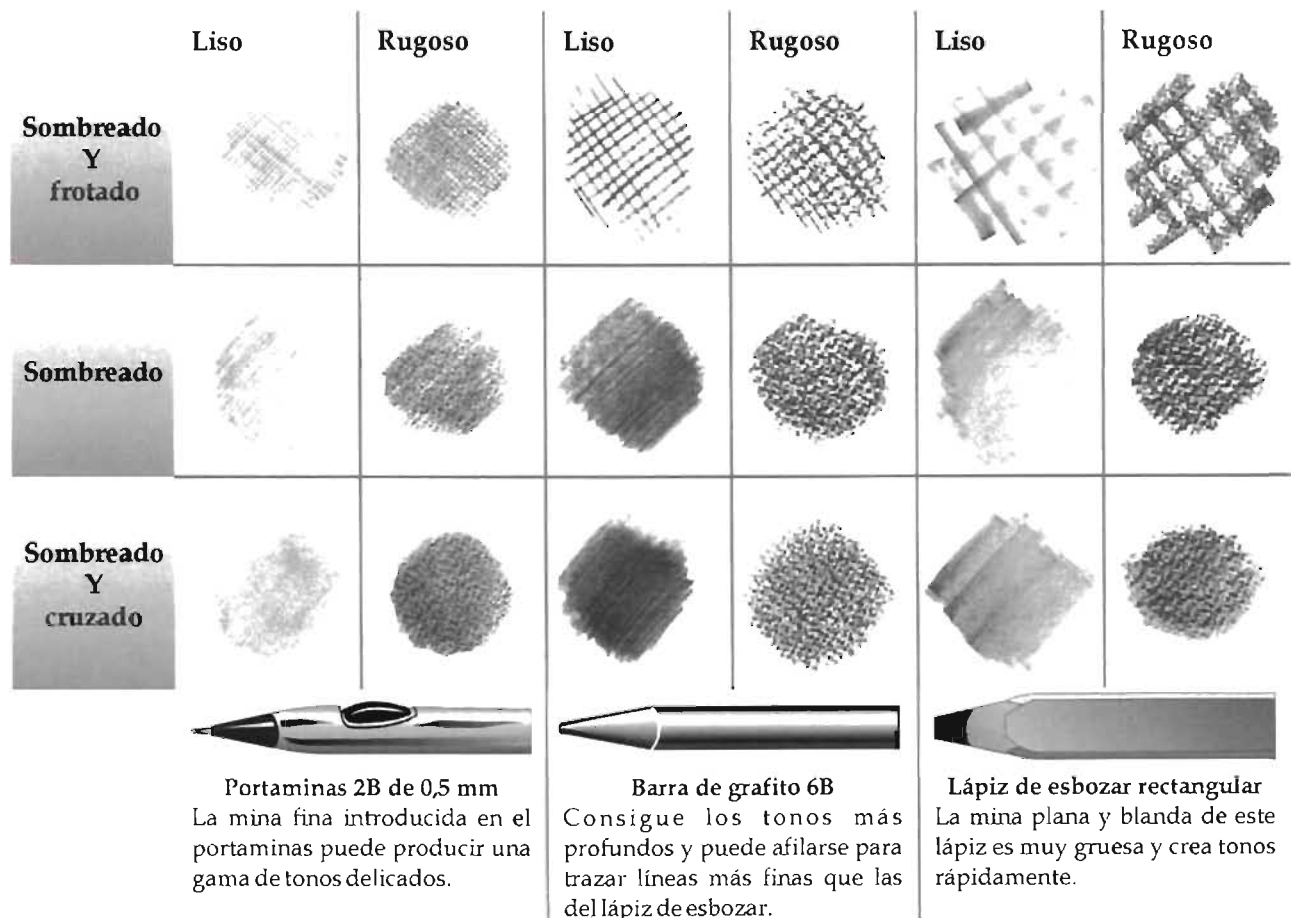 Liso Rugoso Liso Rugoso Liso Rugoso
Sombreado
Y
frotado
Sombreado
Sombreado
Y
cruzado
Portaminas 2B de 0,5 mm
La mina fina introducida en el
portaminas puede producir una
gama de tonos delicados.
Barra de grafito 6B
Consigue los tonos más
profundos y puede afilarse para
trazar líneas más finas que las
del lápiz de esbozar.
Lápiz de esbozar rectangular
La mina plana y blanda de este
lápiz es muy gruesa y crea tonos
rápidamente.